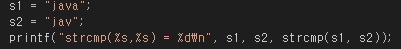 s1 = "java";
s2 = "jav";
printf("strcmp(%s,%s) = %d₩n", s1, s2, strcmp(s1, s2));